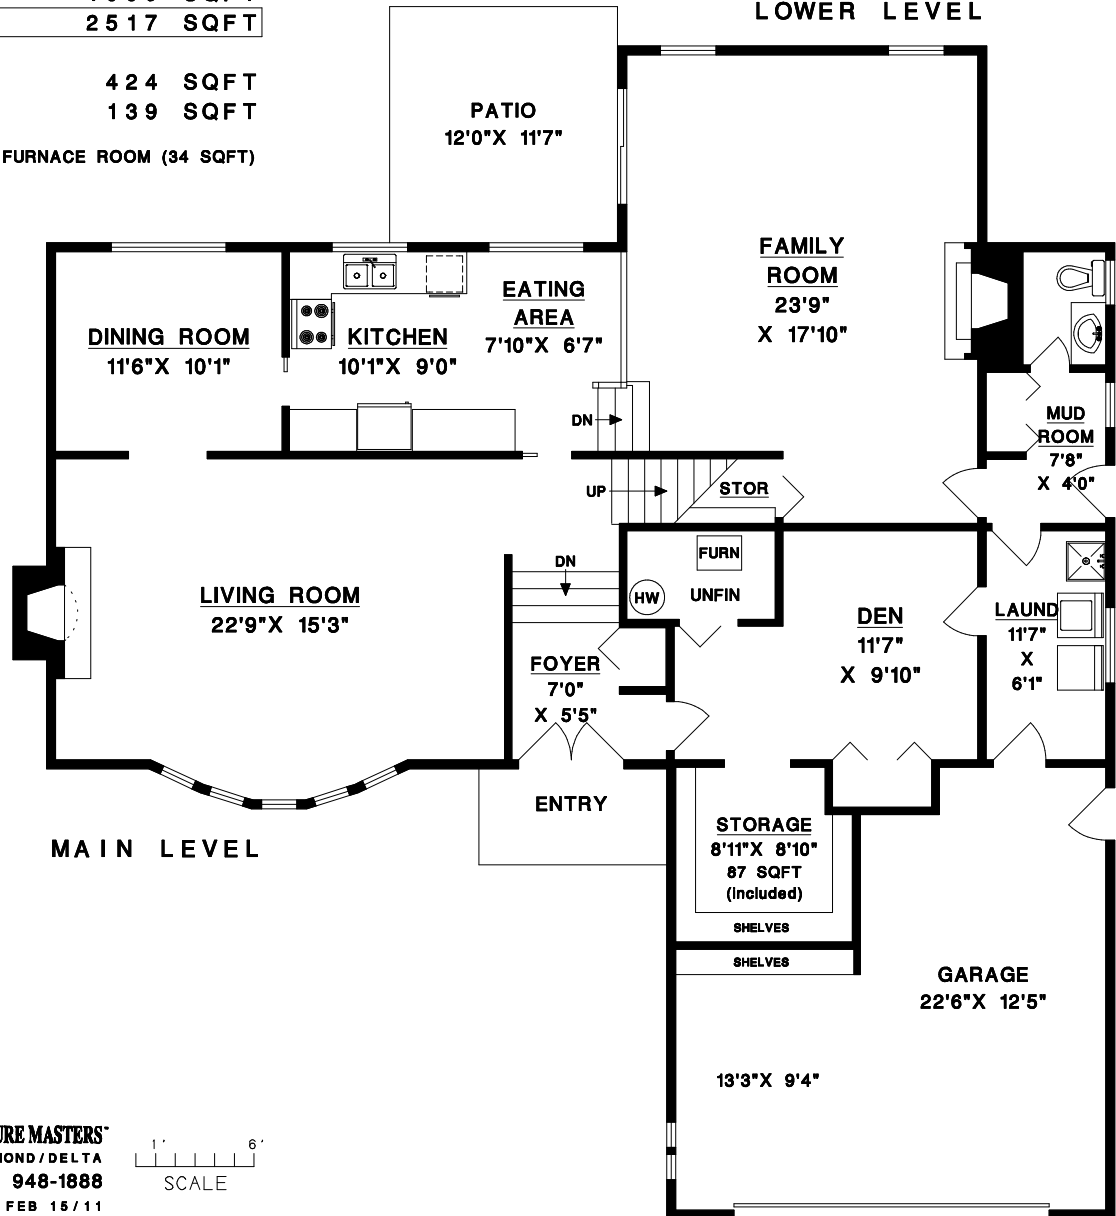 2517 SQFT
LOWER LEVEL
424 SQFT
139 SQFT
FURNACE ROOM (34 SQFT)
PATIO
12'0"X 11'7"
FAMILY
ROOM
23'9"
X 17'10"
EATING
AREA
7'10"X 6'7"
DINING ROOM
11'6"X 10'1"
KITCHEN
10'1"X 9'0"
DN
MUD
ROOM
7'8"
X 4'0"
UP
STOR
DN
FURN
HW
UNFIN
LIVING ROOM
22'9"X 15'3"
DEN
11'7"
X 9'10"
LAUND
11'7"
X
6'1"
FOYER
7'0"
X 5'5"
ENTRY
MAIN LEVEL
STORAGE
8'11"X 8'10"
87 SQFT
(included)
SHELVES
SHELVES
GARAGE
22'6"X 12'5"
13'3"X 9'4"
URE MASTERS
MOND/DELTA
948-1888
FEB 15/11
1' 6'
SCALE